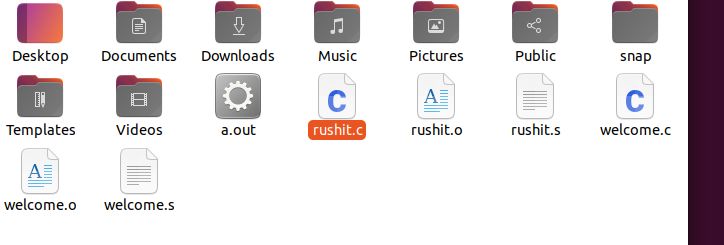 Desktop Documents Downloads Music Pictures Public snap
Templates Videos a.out rushit.c rushit.o rushit.s welcome.c
welcome.o welcome.s